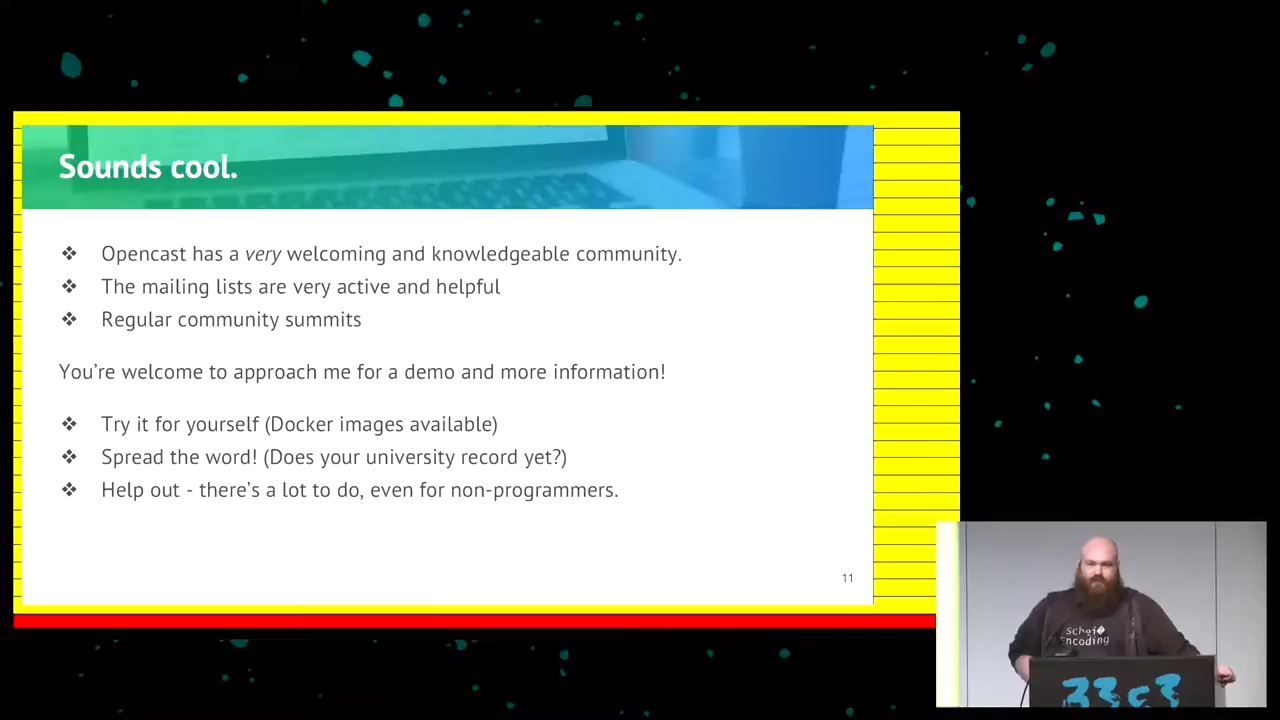 Sounds cool.
❖ Opencast has a very welcoming and knowledgeable community.
❖ The mailing lists are very active and helpful
❖ Regular community summits
You’re welcome to approach me for a demo and more information!
❖ Try it for yourself (Docker images available)
❖ Spread the word! (Does your university record yet?)
❖ Help out - there’s a lot to do, even for non-programmers.
11
Schei�
Encoding
33c3